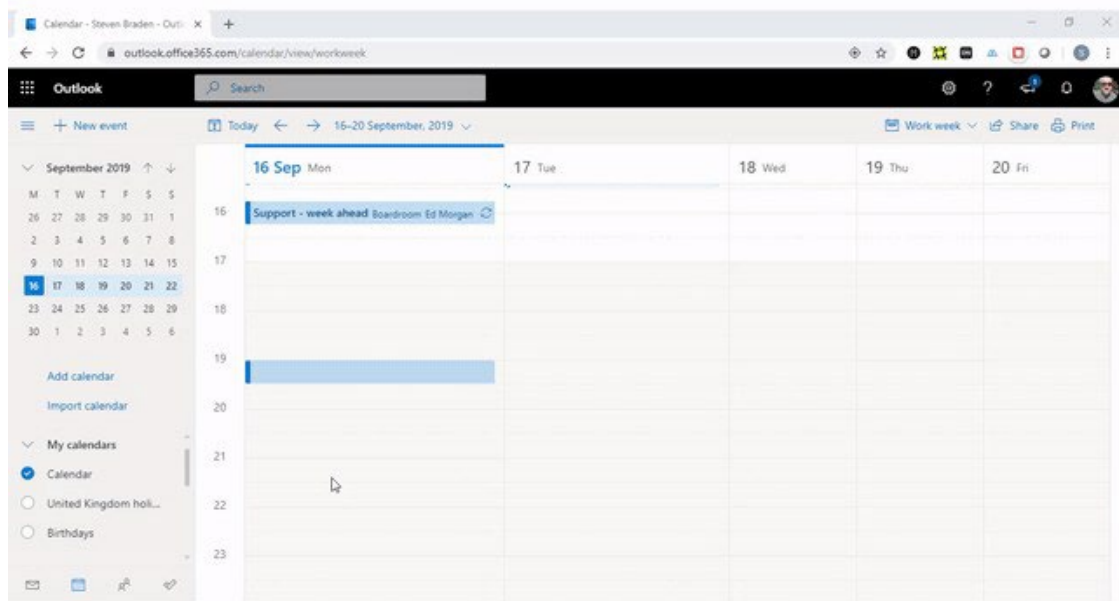 Calendar - Steven Braden - Outl
outlook.office365.com/calendar/view/workweek
Outlook
Search
New event
Today
16–20 September, 2019
Work week
Share
Print
September 2019
M T W T F S S
26 27 28 29 30 31 1
2 3 4 5 6 7 8
9 10 11 12 13 14 15
16 17 18 19 20 21 22
23 24 25 26 27 28 29
30 1 2 3 4 5 6
Add calendar
Import calendar
My calendars
Calendar
United Kingdom holi...
Birthdays
16 Sep Mon
17 Tue
18 Wed
19 Thu
20 Fri
16
Support - week ahead Boardroom Ed Morgan
17
18
19
20
21
22
23